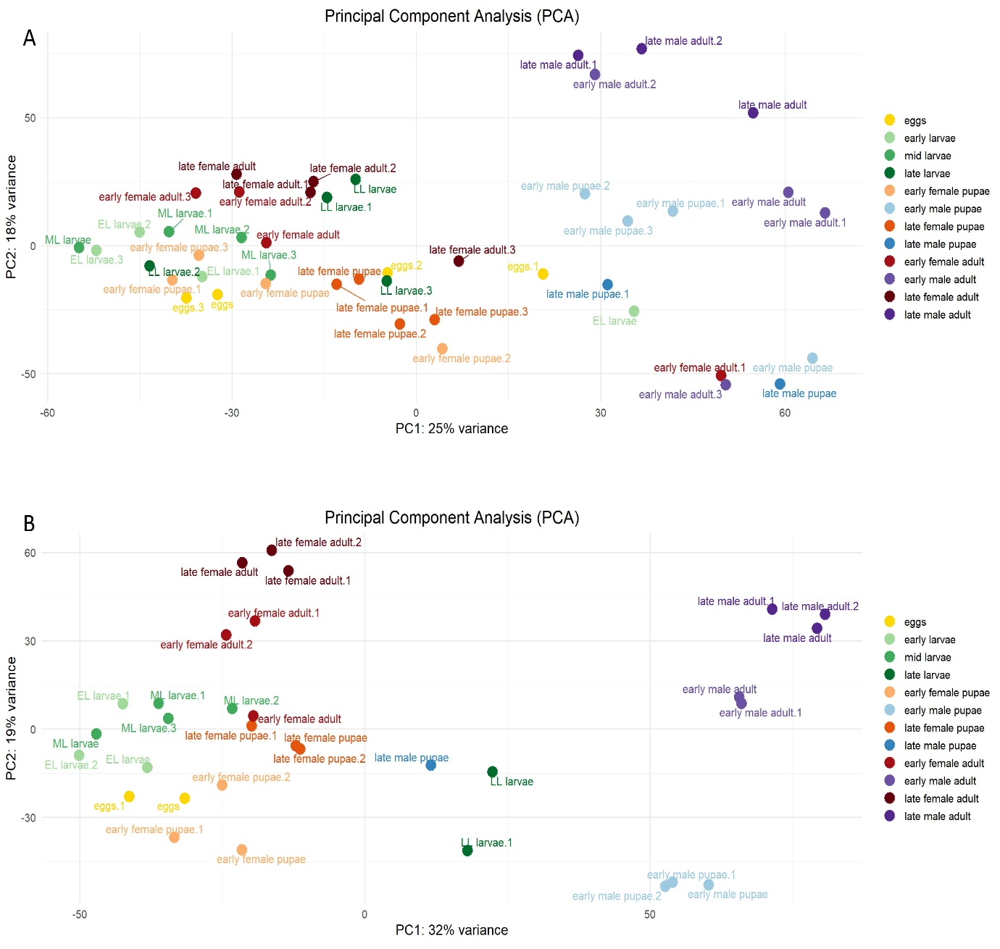 Principal Component Analysis (PCA)
A
late male adult.2
late male adult.1
early male adult.2
late male adult
50
late female adult
late female adult.2
late female adult.1
LL larvae
early female adult.3
early female adult.2
LL larvae.1
early male pupae.2
early male pupae.1
early male adult
early male adult.1
early male pupae.3
ML larvae.1
EL larvae.2
ML larvae.2
early female adult
ML larvae
0
early female pupae.3
EL larvae.3
ML larvae.3
late female adult.3
LL larvae.2
EL larvae.1
late female pupae
eggs.2
eggs.1
early female pupae.1
early female pupae
LL larvae.3
late male pupae.1
eggs.3
eggs
late female pupae.1
late female pupae.3
EL larvae
late female pupae.2
early female pupae.2
early female adult.1
early male pupae
-50
early male adult.3
late male pupae
-60
-30
0
30
60
PC1: 25% variance
PC2: 18% variance
eggs
early larvae
mid larvae
late larvae
early female pupae
early male pupae
late female pupae
late male pupae
early female adult
early male adult
late female adult
late male adult
B
Principal Component Analysis (PCA)
late female adult.2
60
late female adult
late female adult.1
late male adult.1
late male adult.2
early female adult.1
late male adult
30
early female adult.2
early male adult
EL larvae.1
ML larvae.1
ML larvae.2
early male adult.1
early female adult
ML larvae.3
0
late female pupae.1
late female pupae
ML larvae
EL larvae.2
EL larvae
late female pupae.2
late male pupae
early female pupae.2
LL larvae
eggs.1
eggs
-30
early female pupae.1
LL larvae.1
early female pupae
early male pupae.1
early male pupae.2
early male pupae
-50
0
50
PC1: 32% variance
PC2: 19% variance
eggs
early larvae
mid larvae
late larvae
early female pupae
early male pupae
late female pupae
late male pupae
early female adult
early male adult
late female adult
late male adult